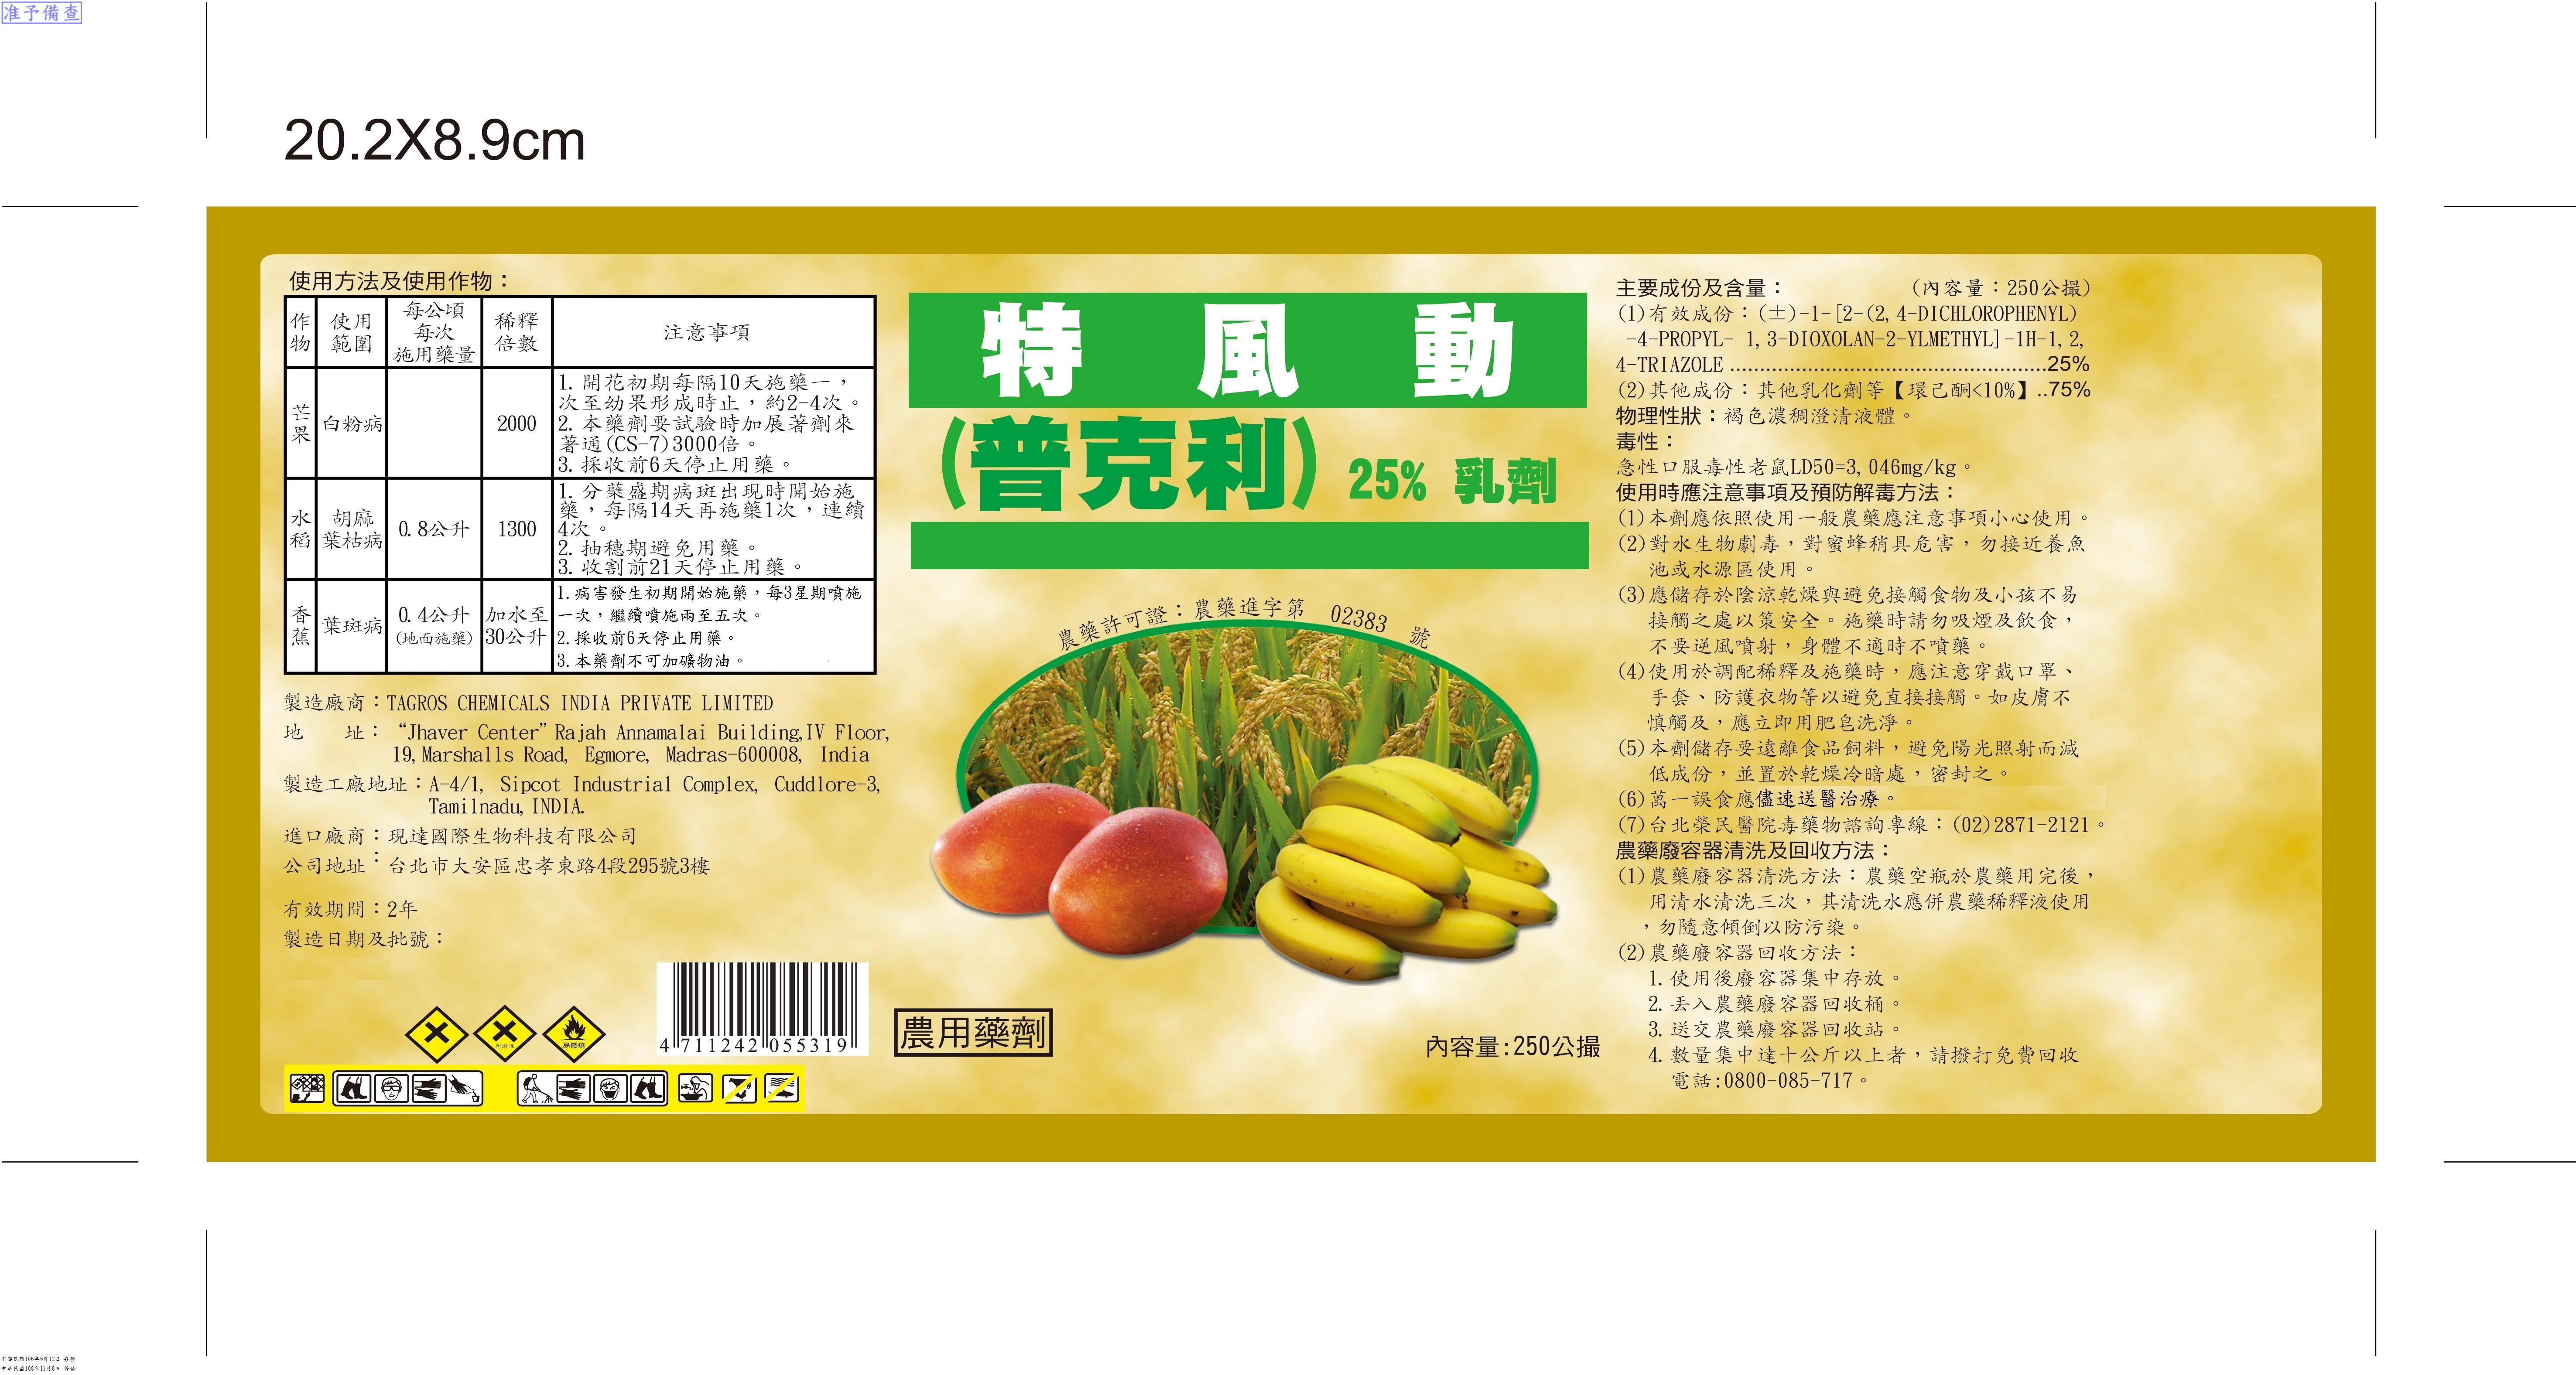 准予備查
20.2X8.9cm
使用方法及使用作物：
作物
使用範圍
每公頃每次施用藥量
稀釋倍數
注意事項
芒果
白粉病
2000
1. 開花初期每隔10天施藥一，
次至幼果形成時止，約2-4次。
2. 本藥劑要試驗時加展著劑來
著通(CS-7)3000倍。
3. 採收前6天停止用藥。
水稻
胡麻葉枯病
0.8公升
1300
1. 分蘗盛期病斑出現時開始施
藥，每隔14天再施藥1次，連續
4次。
2. 抽穗期避免用藥。
3. 收割前21天停止用藥。
香蕉
葉斑病
0.4公升
(地面施藥)
加水至
30公升
1. 病害發生初期開始施藥，每3星期噴施
一次，繼續噴施兩至五次。
2. 採收前6天停止用藥。
3. 本藥劑不可加礦物油。
製造廠商：TAGROS CHEMICALS INDIA PRIVATE LIMITED
地　　址：“Jhaver Center”Rajah Annamalai Building,IV Floor,
19,Marshalls Road, Egmore, Madras-600008, India
製造工廠地址：A-4/1, Sipcot Industrial Complex, Cuddlore-3,
Tamilnadu,INDIA.
進口廠商：現達國際生物科技有限公司
公司地址：台北市大安區忠孝東路4段295號3樓
有效期間：2年
製造日期及批號：
刺激性
易燃燒
4 711242 055319
特風動
(普克利) 25% 乳劑
農藥許可證：農藥進字第 02383 號
農用藥劑
內容量:250公撮
主要成份及含量：　(內容量：250公撮)
(1)有效成份：(±)-1-[2-(2,4-DICHLOROPHENYL)
-4-PROPYL- 1,3-DIOXOLAN-2-YLMETHYL]-1H-1,2,
4-TRIAZOLE ......................................................25%
(2)其他成份：其他乳化劑等【環己酮<10%】..75%
物理性狀：褐色濃稠澄清液體。
毒性：
急性口服毒性老鼠LD50=3,046mg/kg。
使用時應注意事項及預防解毒方法：
(1)本劑應依照使用一般農藥應注意事項小心使用。
(2)對水生物劇毒，對蜜蜂稍具危害，勿接近養魚
池或水源區使用。
(3)應儲存於陰涼乾燥與避免接觸食物及小孩不易
接觸之處以策安全。施藥時請勿吸煙及飲食，
不要逆風噴射，身體不適時不噴藥。
(4)使用於調配稀釋及施藥時，應注意穿戴口罩、
手套、防護衣物等以避免直接接觸。如皮膚不
慎觸及，應立即用肥皂洗淨。
(5)本劑儲存要遠離食品飼料，避免陽光照射而減
低成份，並置於乾燥冷暗處，密封之。
(6)萬一誤食應儘速送醫治療。
(7)台北榮民醫院毒藥物諮詢專線：(02)2871-2121。
農藥廢容器清洗及回收方法：
(1)農藥廢容器清洗方法：農藥空瓶於農藥用完後，
用清水清洗三次，其清洗水應併農藥稀釋液使用
，勿隨意傾倒以防污染。
(2)農藥廢容器回收方法：
1. 使用後廢容器集中存放。
2. 丟入農藥廢容器回收桶。
3. 送交農藥廢容器回收站。
4. 數量集中達十公斤以上者，請撥打免費回收
電話:0800-085-717。
中華民國106年6月12日 簽發
中華民國108年11月8日 簽發